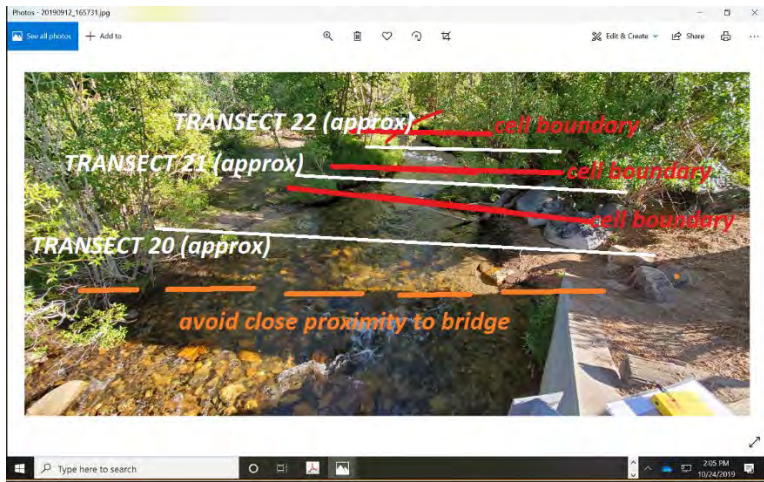 Photos - 20190912_165731.jpg
See all photos
Add to
Edit & Create
Share
TRANSECT 22 (approx)
cell boundary
TRANSECT 21 (approx)
cell boundary
cell boundary
TRANSECT 20 (approx)
avoid close proximity to bridge
Type here to search
2:05 PM
10/24/2019